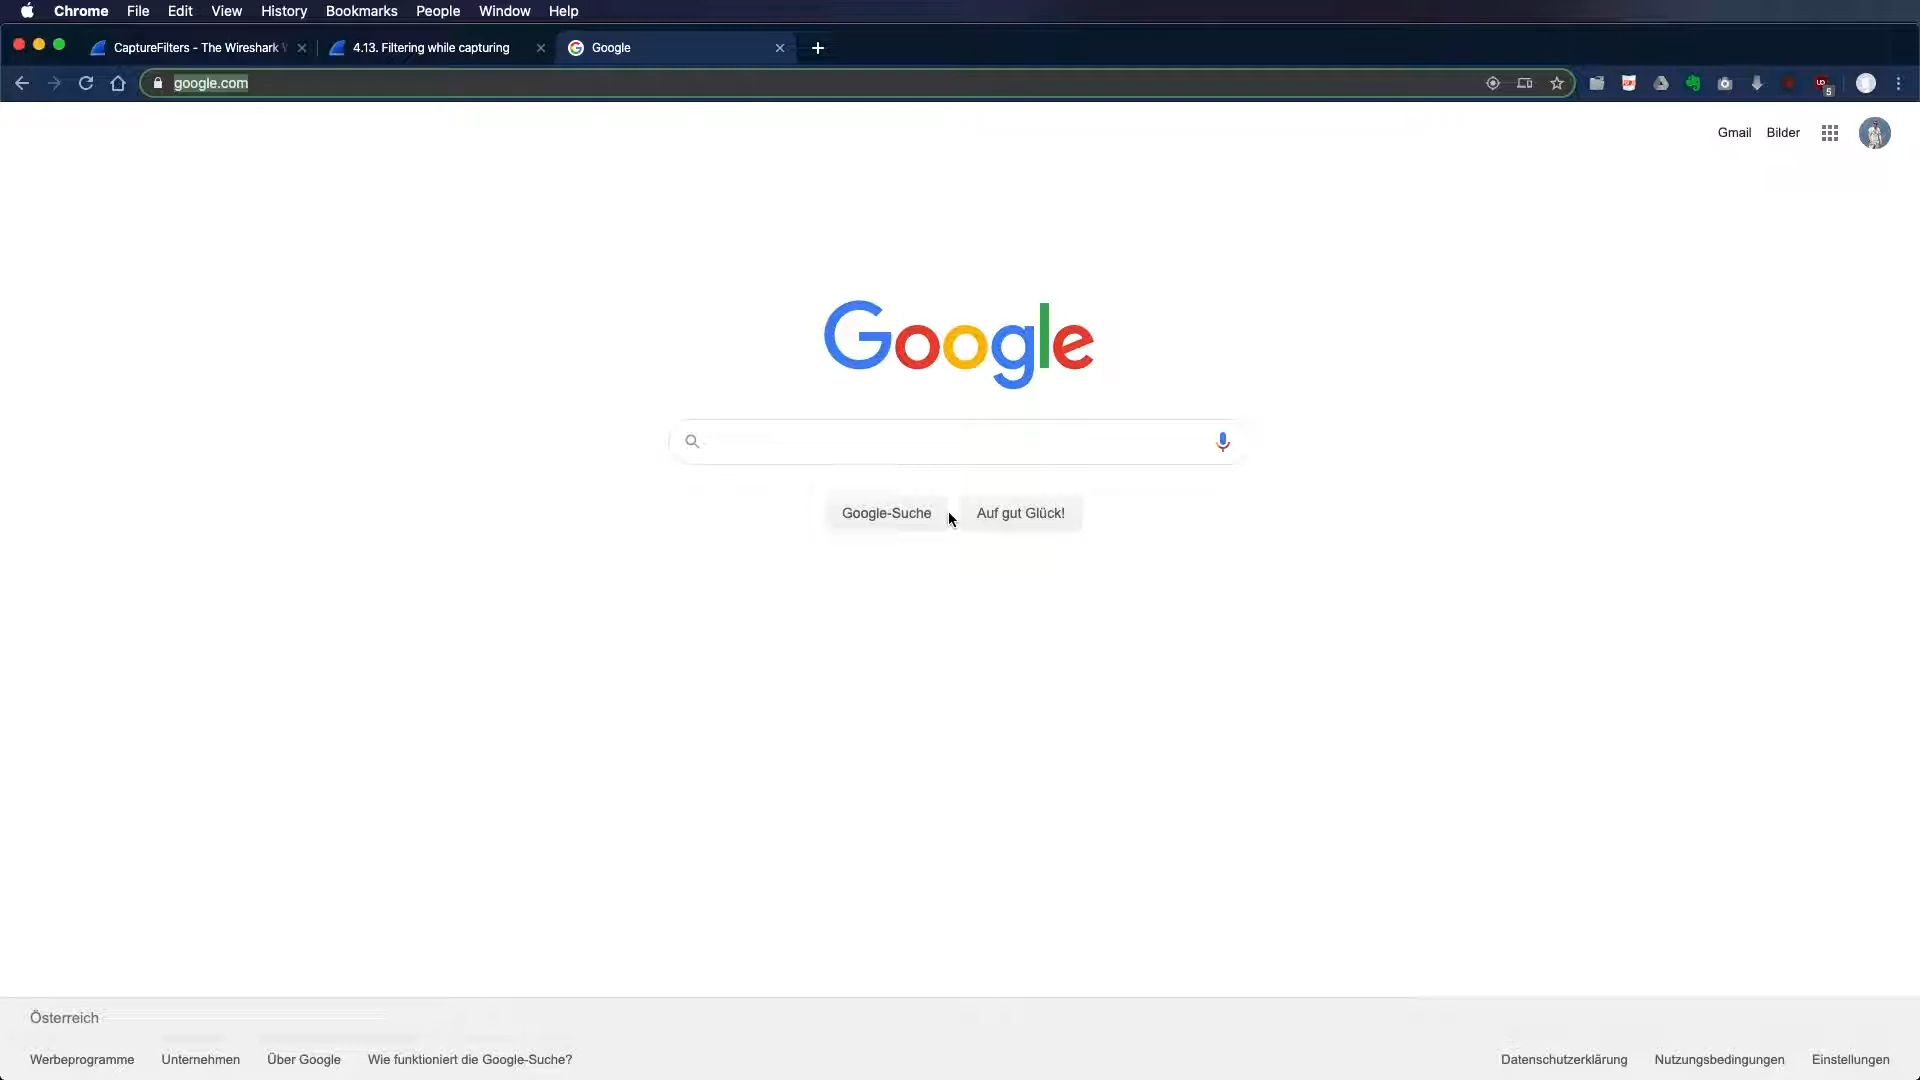 Chrome File Edit View History Bookmarks People Window Help
CaptureFilters - The Wireshark 4.13. Filtering while capturing Google
google.com
5
Gmail Bilder
Google
Google-Suche Auf gut Glück!
Österreich
Werbeprogramme Unternehmen Über Google Wie funktioniert die Google-Suche? Datenschutzerklärung Nutzungsbedingungen Einstellungen